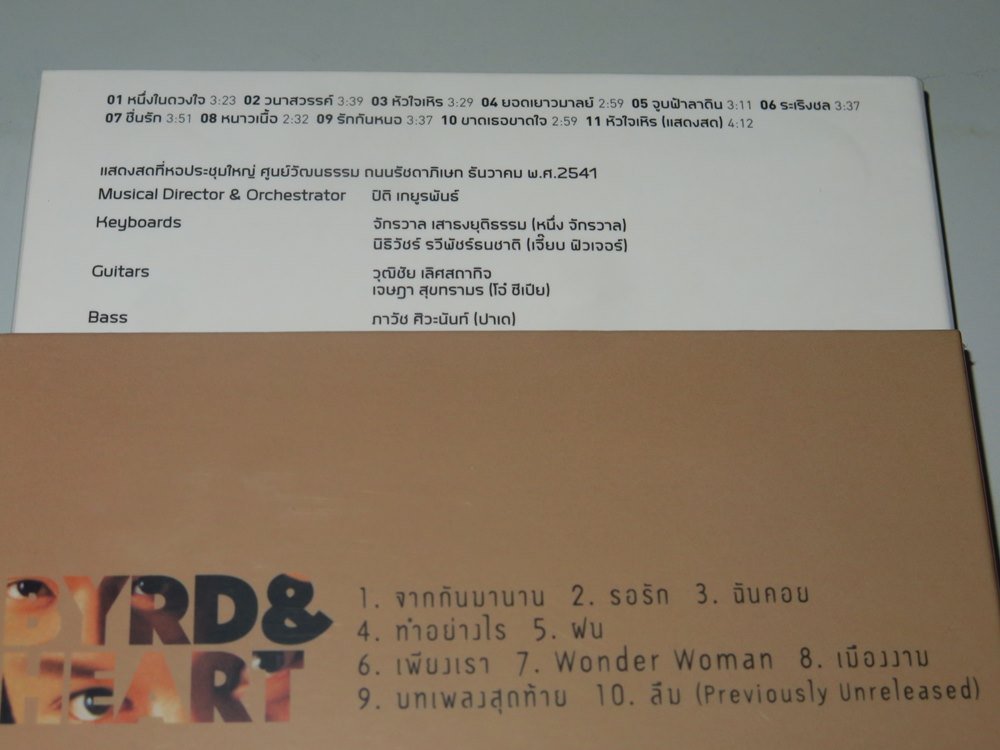 01 หนึ่งในดวงใจ 3:23 02 วนาสวรรค์ 3:39 03 หัวใจเหิร 3:29 04 ยอดเยาวมาลย์ 2:59 05 จูบฟ้าลาดิน 3:11 06 ระเริงชล 3:37
07 ชื่นรัก 3:51 08 หนาวเนื้อ 2:32 09 รักกันหนอ 3:37 10 ขาดเธอขาดใจ 2:59 11 หัวใจเหิร (แสดงสด) 4:12
แสดงสดที่หอประชุมใหญ่ ศูนย์วัฒนธรรม ถนนรัชดาภิเษก ธันวาคม พ.ศ.2541
Musical Director & Orchestrator ปิติ เกยูรพันธ์
Keyboards จักรวาล เสาธงยุติธรรม (หนึ่ง จักรวาล)
นิธิวัชร์ รวีพัชร์ธนชาติ (เจี๊ยบ ฟิวเจอร์)
Guitars วุฒิชัย เลิศสถากิจ
เจษฎา สุขทรามร (โอ๋ ซีเปีย)
Bass ภาวัช ศิวะนันท์ (ปาเด)
BYRD&
HEART
1. จากกันมานาน 2. รอรัก 3. ฉันคอย
4. ทำอย่างไร 5. ฝน
6. เพียงเรา 7. Wonder Woman 8. เมืองงาม
9. บทเพลงสุดท้าย 10. ลืม (Previously Unreleased)